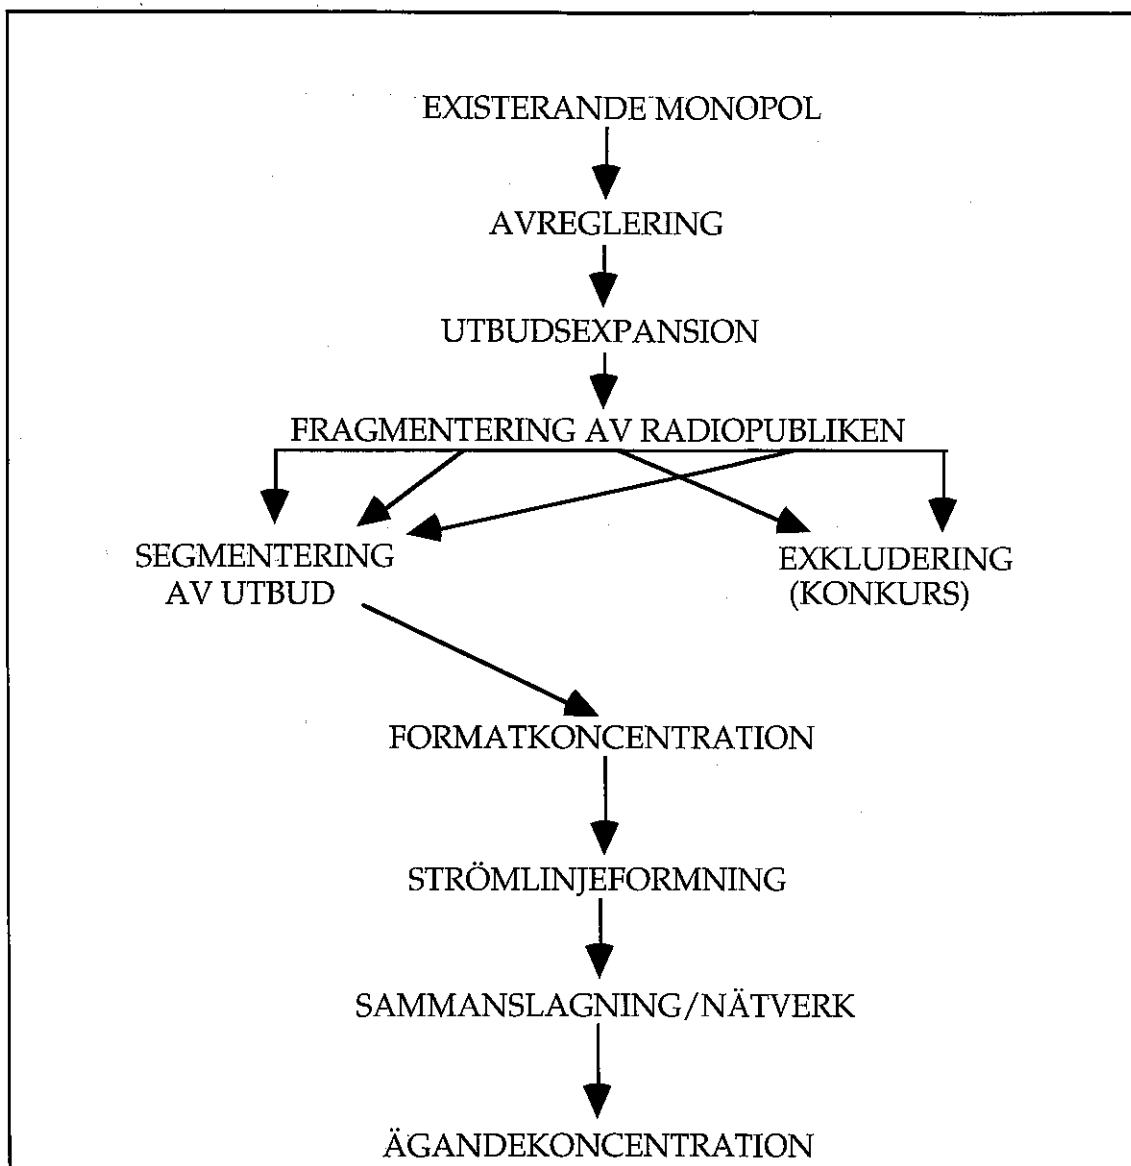 EXISTERANDE MONOPOL
AVREGLERING
UTBUDSEXPANSION
FRAGMENTERING AV RADIOPUBLIKEN
SEGMENTERING
AV UTBUD
EXKLUDERING
(KONKURS)
FORMATKONCENTRATION
STRÖMLINJEFORMNING
SAMMANSLAGNING/NÄTVERK
ÄGANDEKONCENTRATION